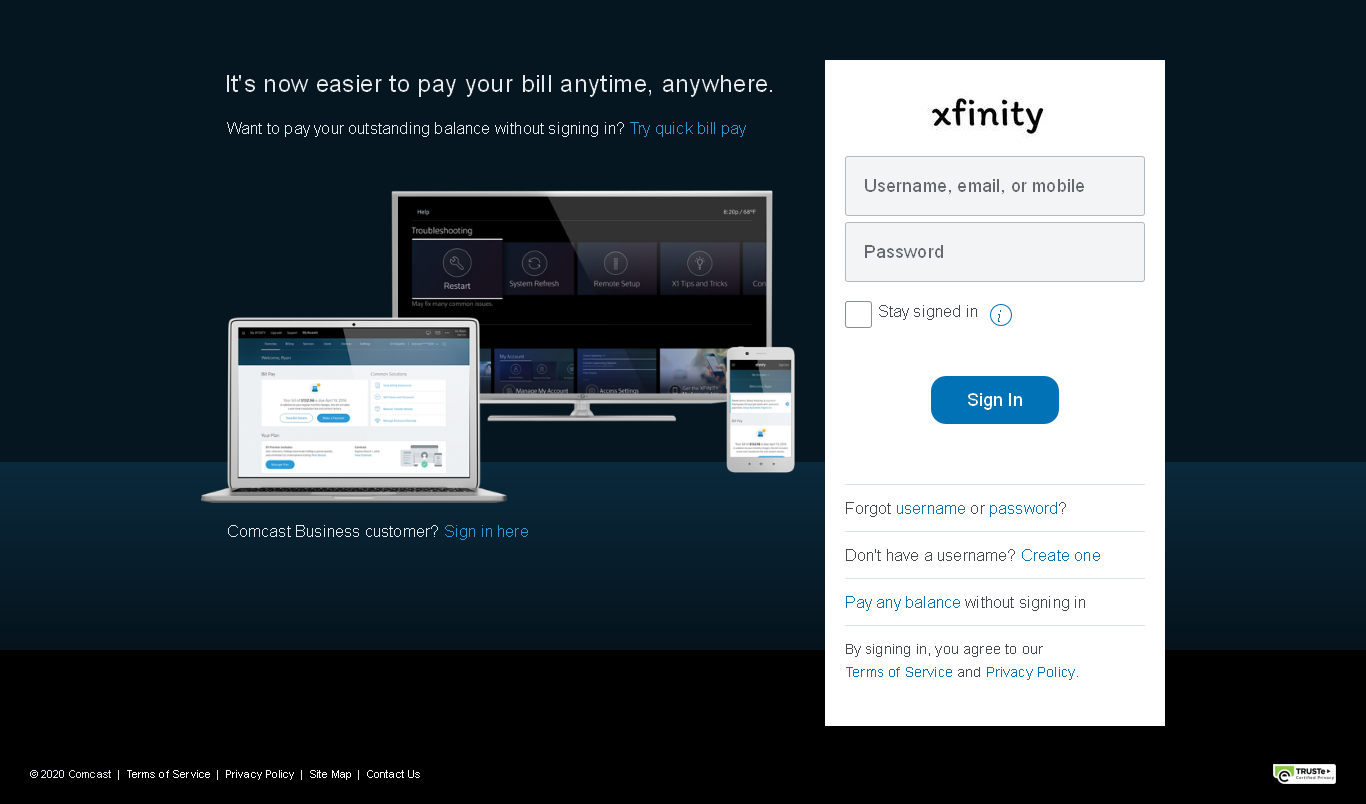 It's now easier to pay your bill anytime, anywhere.
Want to pay your outstanding balance without signing in? Try quick bill pay
Help
8:20p / 68°F
Troubleshooting
Restart
System Refresh
Remote Setup
X1 Tips and Tricks
May fix many common issues.
My Account
Manage My Account
Access Settings
Welcome, Ryan
Bill Pay
Common Solutions
Your Plan
Bill Pay
Comcast Business customer? Sign in here
xfinity
Username, email, or mobile
Password
Stay signed in
i
Sign In
Forgot username or password?
Don't have a username? Create one
Pay any balance without signing in
By signing in, you agree to our
Terms of Service and Privacy Policy.
© 2020 Comcast | Terms of Service | Privacy Policy | Site Map | Contact Us
TRUSTe
Certified Privacy